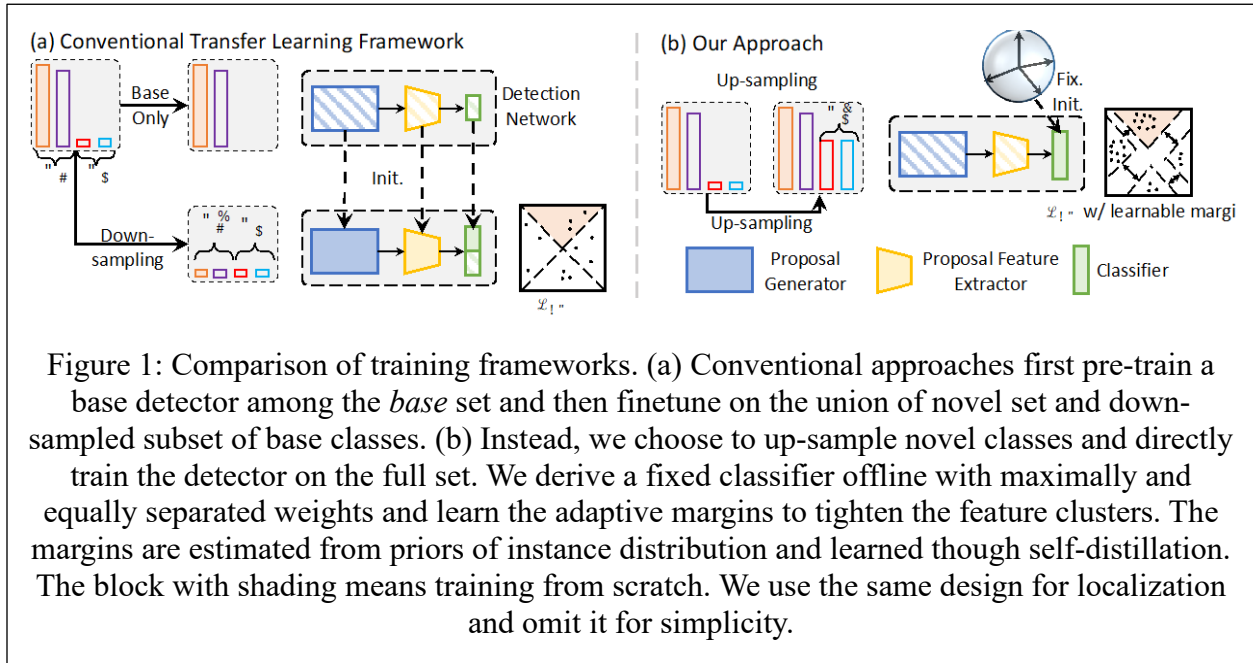 (a) Conventional Transfer Learning Framework
Base
Only
Detection
Network
" # " $
Init.
Down-
sampling
" % # " $
ℒ ! "
(b) Our Approach
Up-sampling
" & $
Fix.
Init.
Up-sampling
ℒ ! " w/ learnable margi
Proposal
Generator
Proposal Feature
Extractor
Classifier
Figure 1: Comparison of training frameworks. (a) Conventional approaches first pre-train a
base detector among the base set and then finetune on the union of novel set and down-
sampled subset of base classes. (b) Instead, we choose to up-sample novel classes and directly
train the detector on the full set. We derive a fixed classifier offline with maximally and
equally separated weights and learn the adaptive margins to tighten the feature clusters. The
margins are estimated from priors of instance distribution and learned though self-distillation.
The block with shading means training from scratch. We use the same design for localization
and omit it for simplicity.